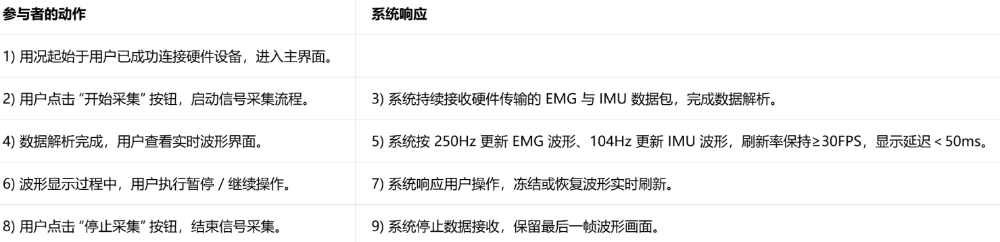 参与者的动作
系统响应
1) 用况起始于用户已成功连接硬件设备，进入主界面。
2) 用户点击 “开始采集” 按钮，启动信号采集流程。
3) 系统持续接收硬件传输的 EMG 与 IMU 数据包，完成数据解析。
4) 数据解析完成，用户查看实时波形界面。
5) 系统按 250Hz 更新 EMG 波形、104Hz 更新 IMU 波形，刷新率保持≥30FPS，显示延迟＜50ms。
6) 波形显示过程中，用户执行暂停 / 继续操作。
7) 系统响应用户操作，冻结或恢复波形实时刷新。
8) 用户点击 “停止采集” 按钮，结束信号采集。
9) 系统停止数据接收，保留最后一帧波形画面。